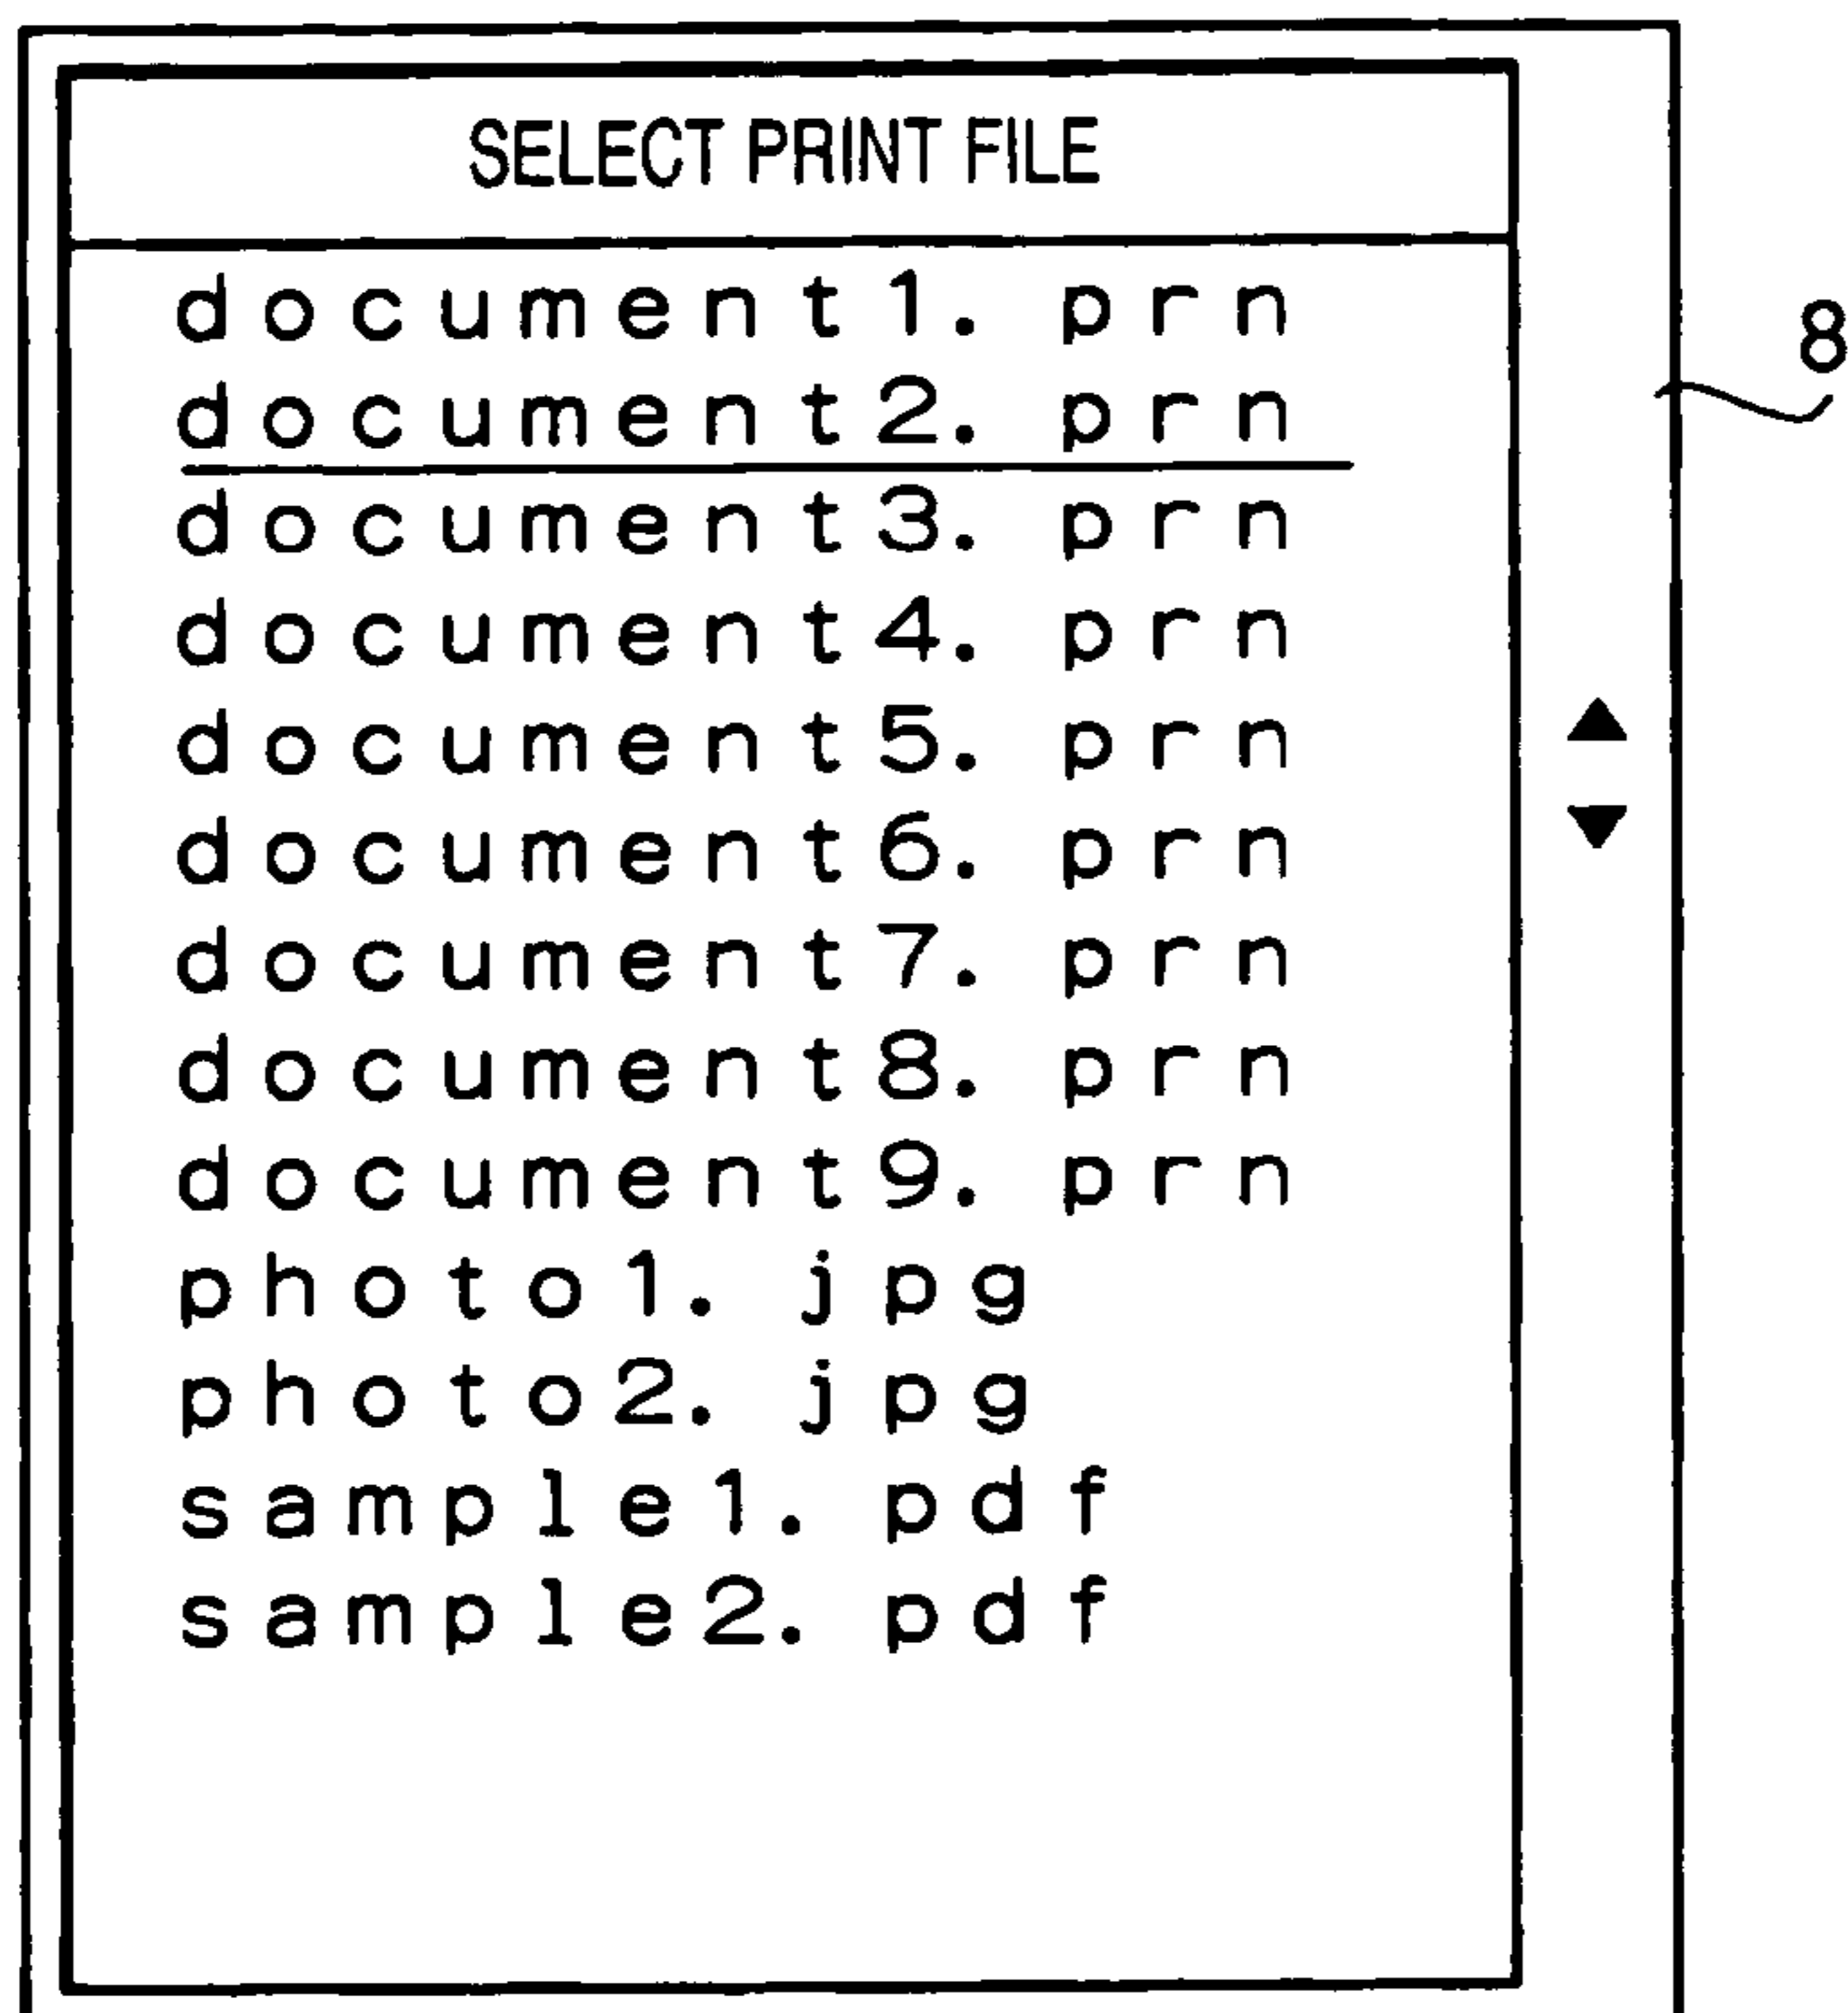 SELECT PRINT FILE
document1. prn
document2. prn
document3. prn
document4. prn
document5. prn
document6. prn
document7. prn
document8. prn
document9. prn
photo1. jpg
photo2. jpg
sample1. pdf
sample2. pdf
8